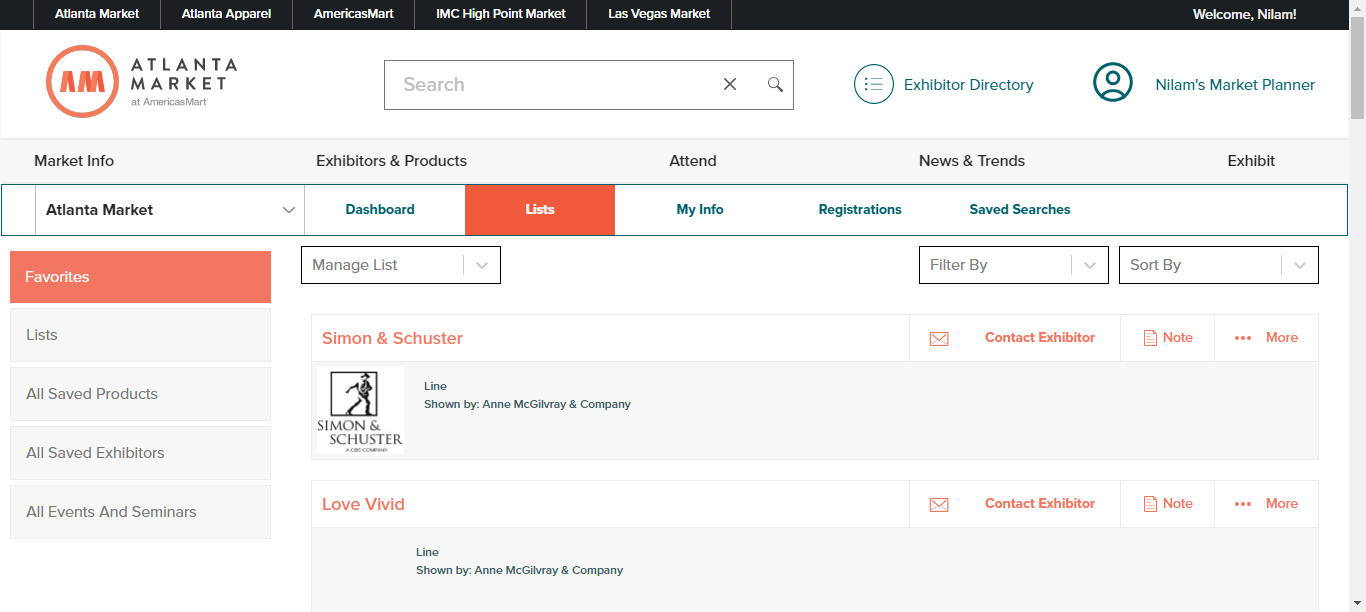 Atlanta Market Atlanta Apparel AmericasMart IMC High Point Market Las Vegas Market Welcome, Nilam!
AM ATLANTA
MARKET
at AmericasMart
Search
Exhibitor Directory
Nilam's Market Planner
Market Info Exhibitors & Products Attend News & Trends Exhibit
Atlanta Market Dashboard Lists My Info Registrations Saved Searches
Favorites
Lists
All Saved Products
All Saved Exhibitors
All Events And Seminars
Manage List Filter By Sort By
Simon & Schuster Contact Exhibitor Note More
SIMON &
SCHUSTER
A CBS COMPANY
Line
Shown by: Anne McGilvray & Company
Love Vivid Contact Exhibitor Note More
Line
Shown by: Anne McGilvray & Company